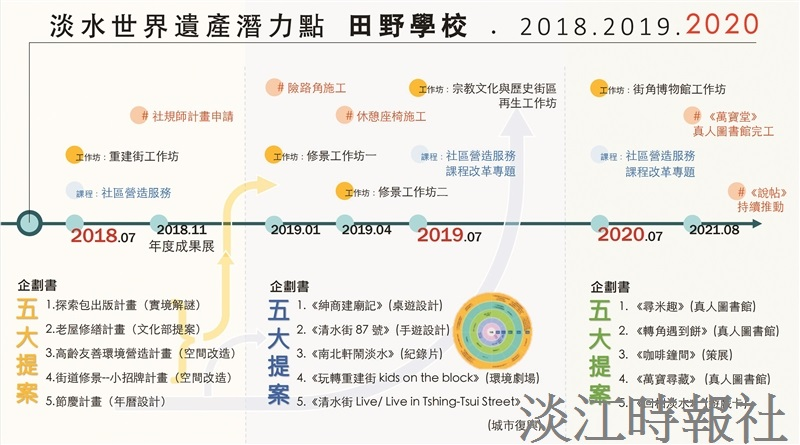 淡水世界遺產潛力點 田野學校 . 2018.2019.2020
# 險路角施工
工作坊：宗教文化與歷史街區
再生工作坊
工作坊：街角博物館工作坊
# 社規師計畫申請
# 休憩座椅施工
# 《萬寶堂》
真人圖書館完工
工作坊：重建街工作坊
工作坊：修景工作坊一
課程：社區營造服務
課程改革專題
課程：社區營造服務
課程改革專題
課程：社區營造服務
工作坊：修景工作坊二
# 《說帖》
持續推動
2018.07
2018.11
年度成果展
2019.01
2019.04
2019.07
2020.07
2021.08
企劃書
五大提案
1.探索包出版計畫（實境解謎）
2.老屋修繕計畫（文化部提案）
3.高齡友善環境營造計畫（空間改造）
4.街道修景--小招牌計畫（空間改造）
5.節慶計畫（年曆設計）
企劃書
五大提案
1.《紳商建廟記》(桌遊設計)
2.《清水街 87 號》(手遊設計)
3.《南北軒鬧淡水》(紀錄片)
4.《玩轉重建街 kids on the block》(環境劇場)
5.《清水街 Live/ Live in Tshing-Tsui Street》
(城市復興)
企劃書
五大提案
1.《尋米趣》(真人圖書館)
2.《轉角遇到餅》(真人圖書館)
3.《咖啡鐘間》(策展)
4.《萬寶尋藏》(真人圖書館)
5.
淡江時報社